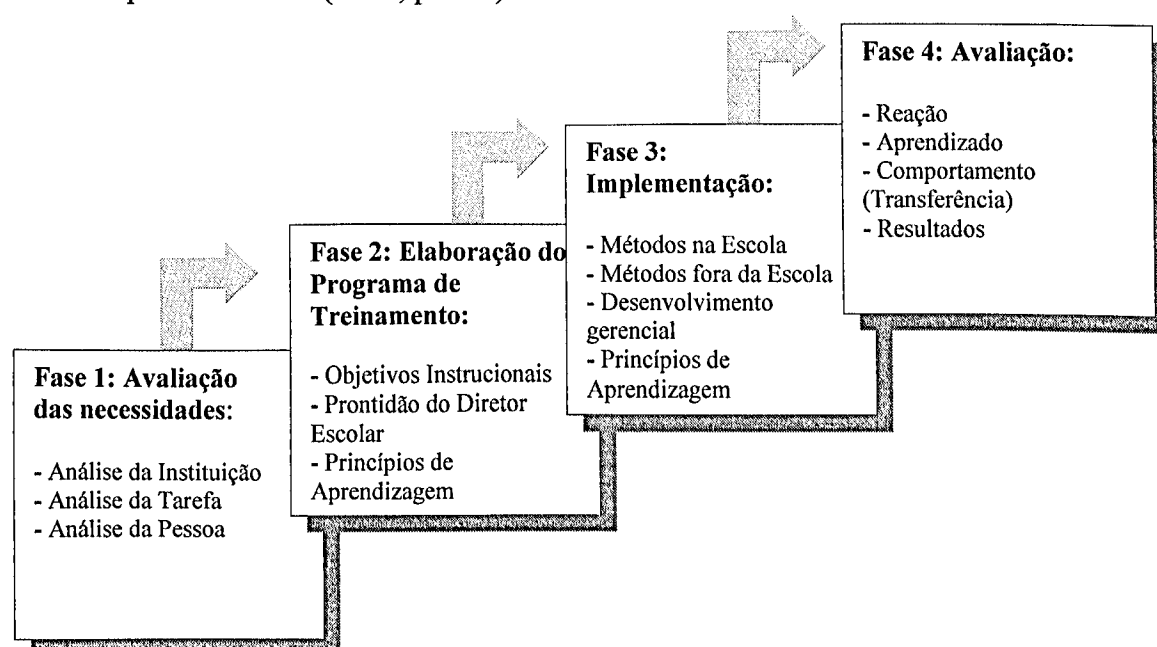 Fase 1: Avaliação
das necessidades:
- Análise da Instituição
- Análise da Tarefa
- Análise da Pessoa
Fase 2: Elaboração do
Programa de
Treinamento:
- Objetivos Instrucionais
- Prontidão do Diretor
Escolar
- Princípios de
Aprendizagem
Fase 3:
Implementação:
- Métodos na Escola
- Métodos fora da Escola
- Desenvolvimento
gerencial
- Princípios de
Aprendizagem
Fase 4: Avaliação:
- Reação
- Aprendizado
- Comportamento
(Transferência)
- Resultados